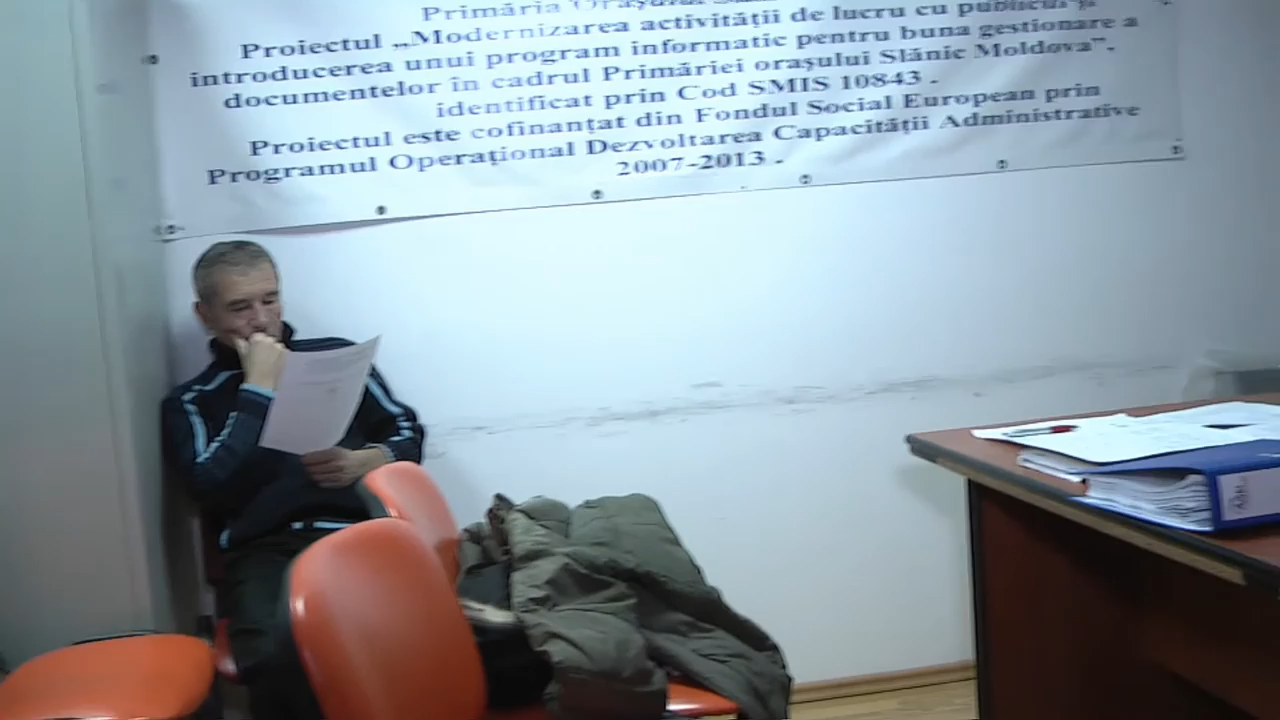 Primăria Orașului
Proiectul „Modernizarea activității de lucru cu publicul și
introducerea unui program informatic pentru buna gestionare a
documentelor în cadrul Primăriei orașului Slănic Moldova”,
identificat prin Cod SMIS 10843 .
Proiectul este cofinanțat din Fondul Social European prin
Programul Operațional Dezvoltarea Capacității Administrative
2007-2013 .